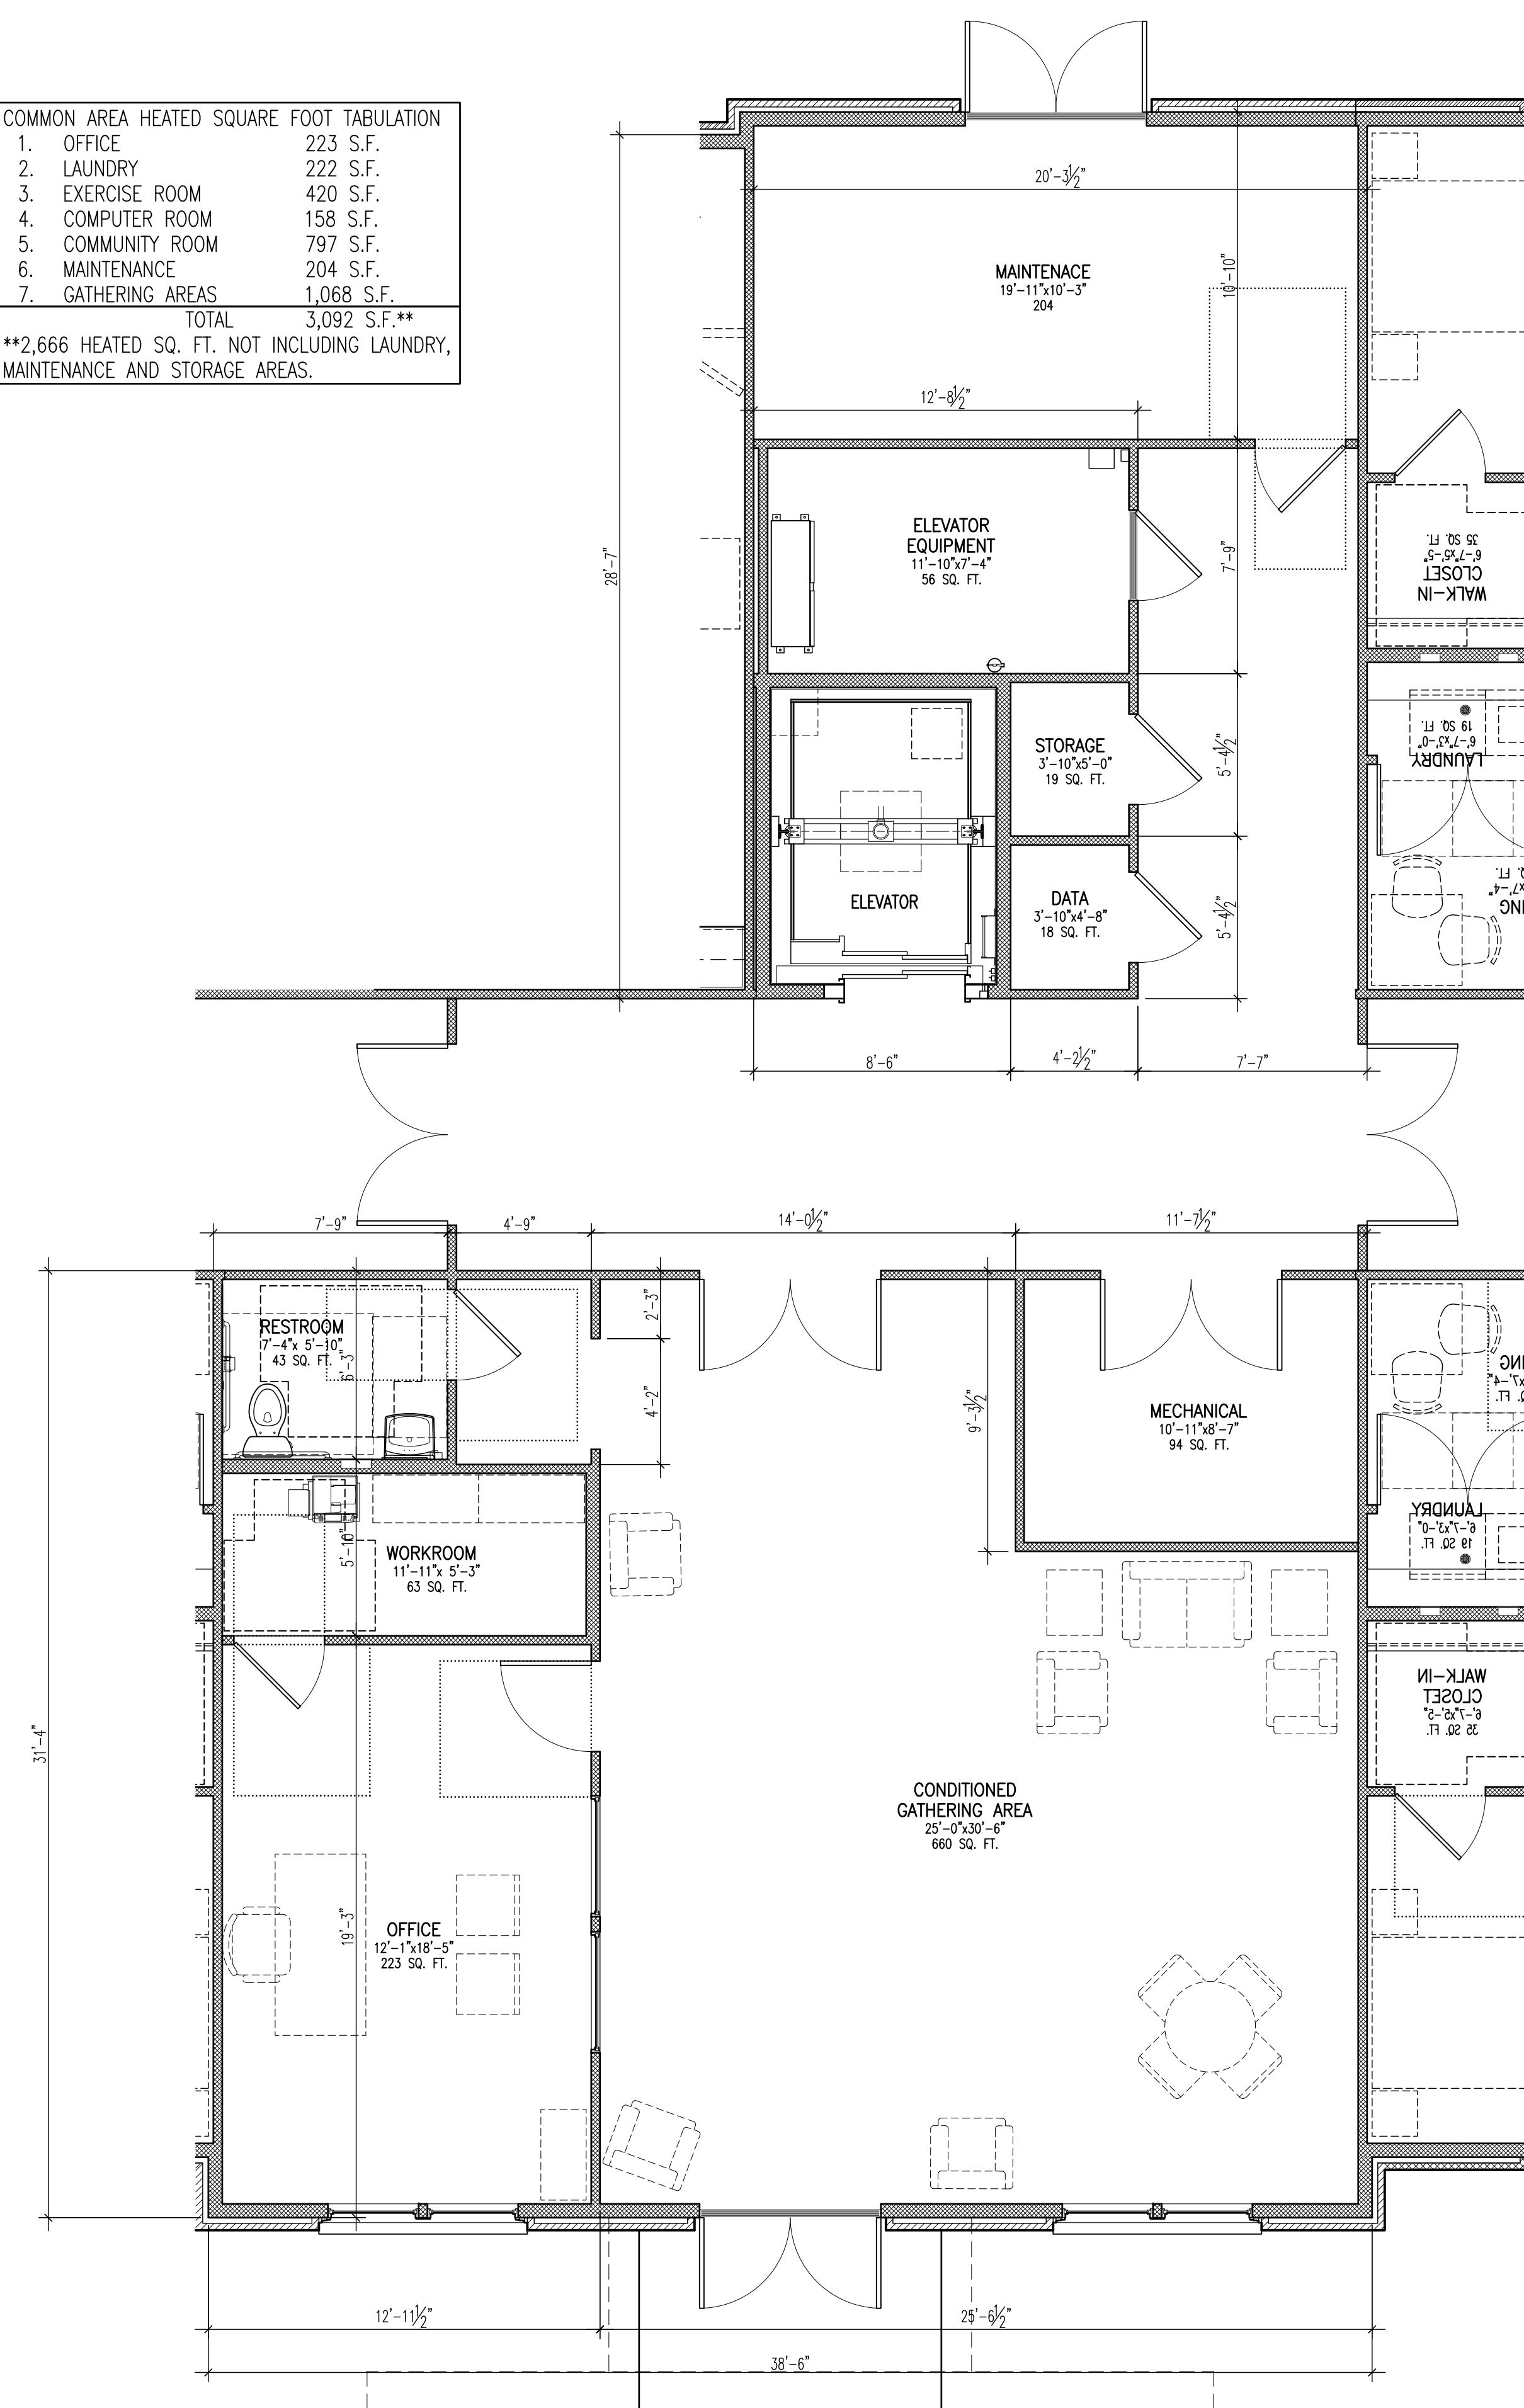 COMMON AREA HEATED SQUARE FOOT TABULATION
1. OFFICE 223 S.F.
2. LAUNDRY 222 S.F.
3. EXERCISE ROOM 420 S.F.
4. COMPUTER ROOM 158 S.F.
5. COMMUNITY ROOM 797 S.F.
6. MAINTENANCE 204 S.F.
7. GATHERING AREAS 1,068 S.F.
TOTAL 3,092 S.F.**
**2,666 HEATED SQ. FT. NOT INCLUDING LAUNDRY,
MAINTENANCE AND STORAGE AREAS.
20'-3½"
MAINTENACE
19'-11"x10'-3"
204
10'-10"
12'-8½"
28'-7"
ELEVATOR
EQUIPMENT
11'-10"x7'-4"
56 SQ. FT.
7'-9"
WALK-IN
CLOSET
6'-7"x5'-5"
35 SQ. FT.
STORAGE
3'-10"x5'-0"
19 SQ. FT.
5'-4½"
LAUNDRY
6'-7"x3'-0"
19 SQ. FT.
ELEVATOR
DATA
3'-10"x4'-8"
18 SQ. FT.
5'-4½"
8'-6"
4'-2½"
7'-7"
7'-9"
4'-9"
14'-0½"
11'-7½"
RESTROOM
7'-4"x 5'-10"
43 SQ. FT.
6'-3"
2'-3"
4'-2"
9'-3½"
MECHANICAL
10'-11"x8'-7"
94 SQ. FT.
LAUNDRY
6'-7"x3'-0"
19 SQ. FT.
WORKROOM
11'-11"x 5'-3"
63 SQ. FT.
5'-10"
WALK-IN
CLOSET
6'-7"x5'-5"
35 SQ. FT.
31'-4"
CONDITIONED
GATHERING AREA
25'-0"x30'-6"
660 SQ. FT.
OFFICE
12'-1"x18'-5"
223 SQ. FT.
19'-3"
12'-11½"
25'-6½"
38'-6"